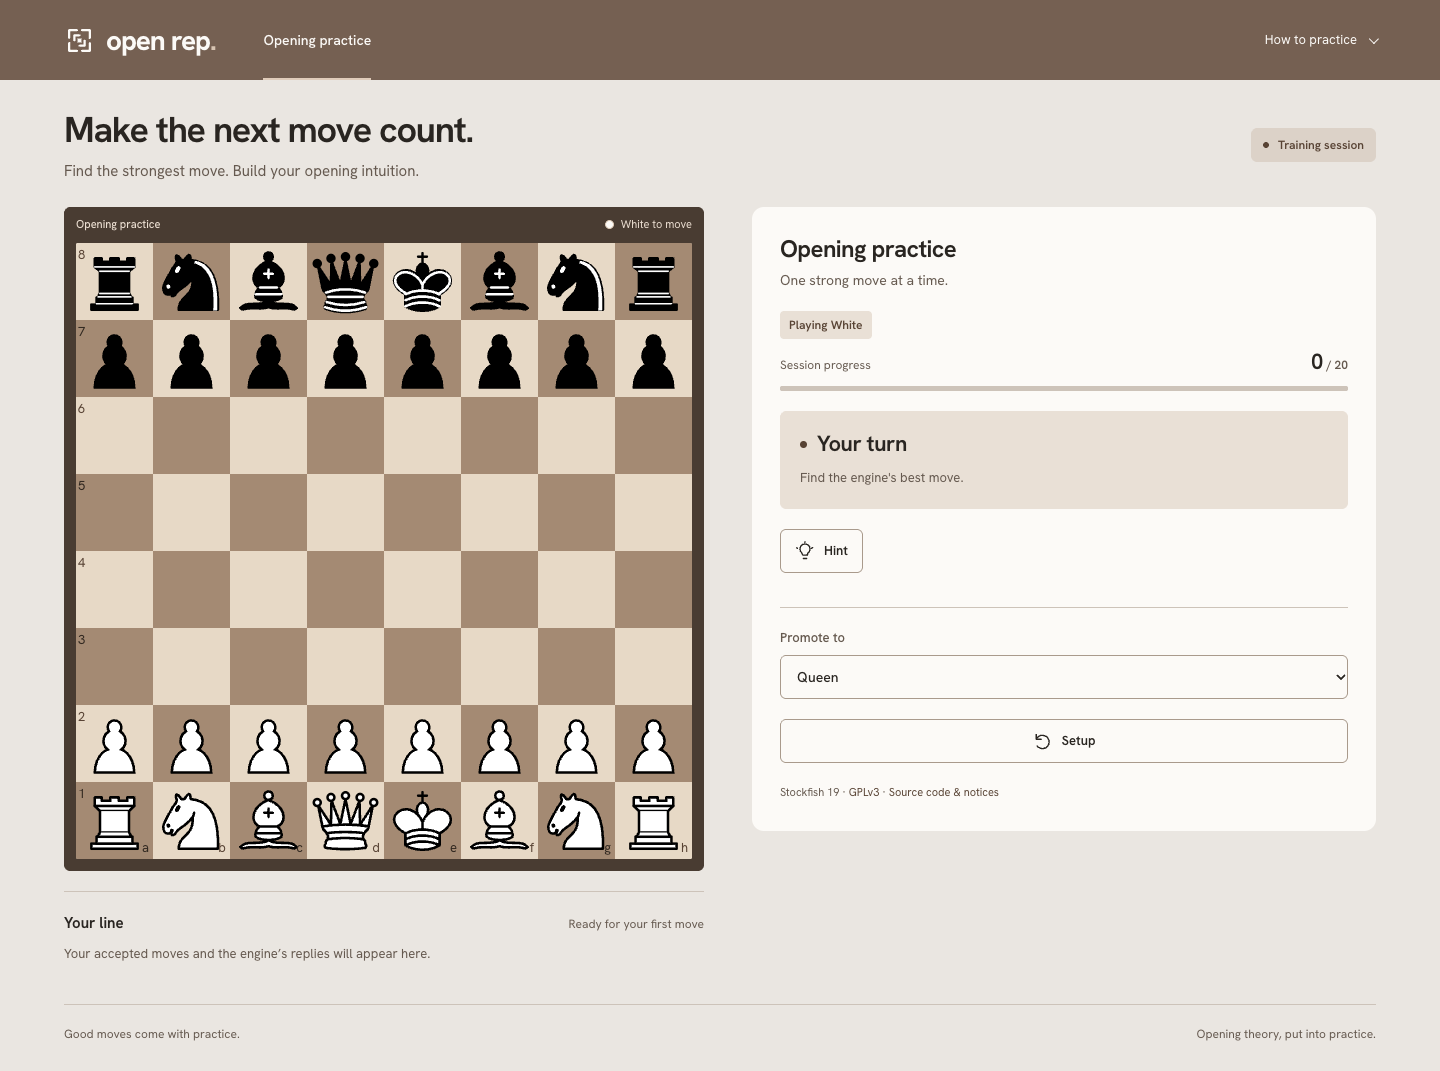 open rep.
Opening practice
How to practice
Make the next move count.
Find the strongest move. Build your opening intuition.
Training session
Opening practice
White to move
8
7
6
5
4
3
2
1
a b c d e f g h
Your line
Ready for your first move
Your accepted moves and the engine’s replies will appear here.
Opening practice
One strong move at a time.
Playing White
Session progress
0 / 20
Your turn
Find the engine's best move.
Hint
Promote to
Queen
Setup
Stockfish 19 · GPLv3 · Source code & notices
Good moves come with practice.
Opening theory, put into practice.